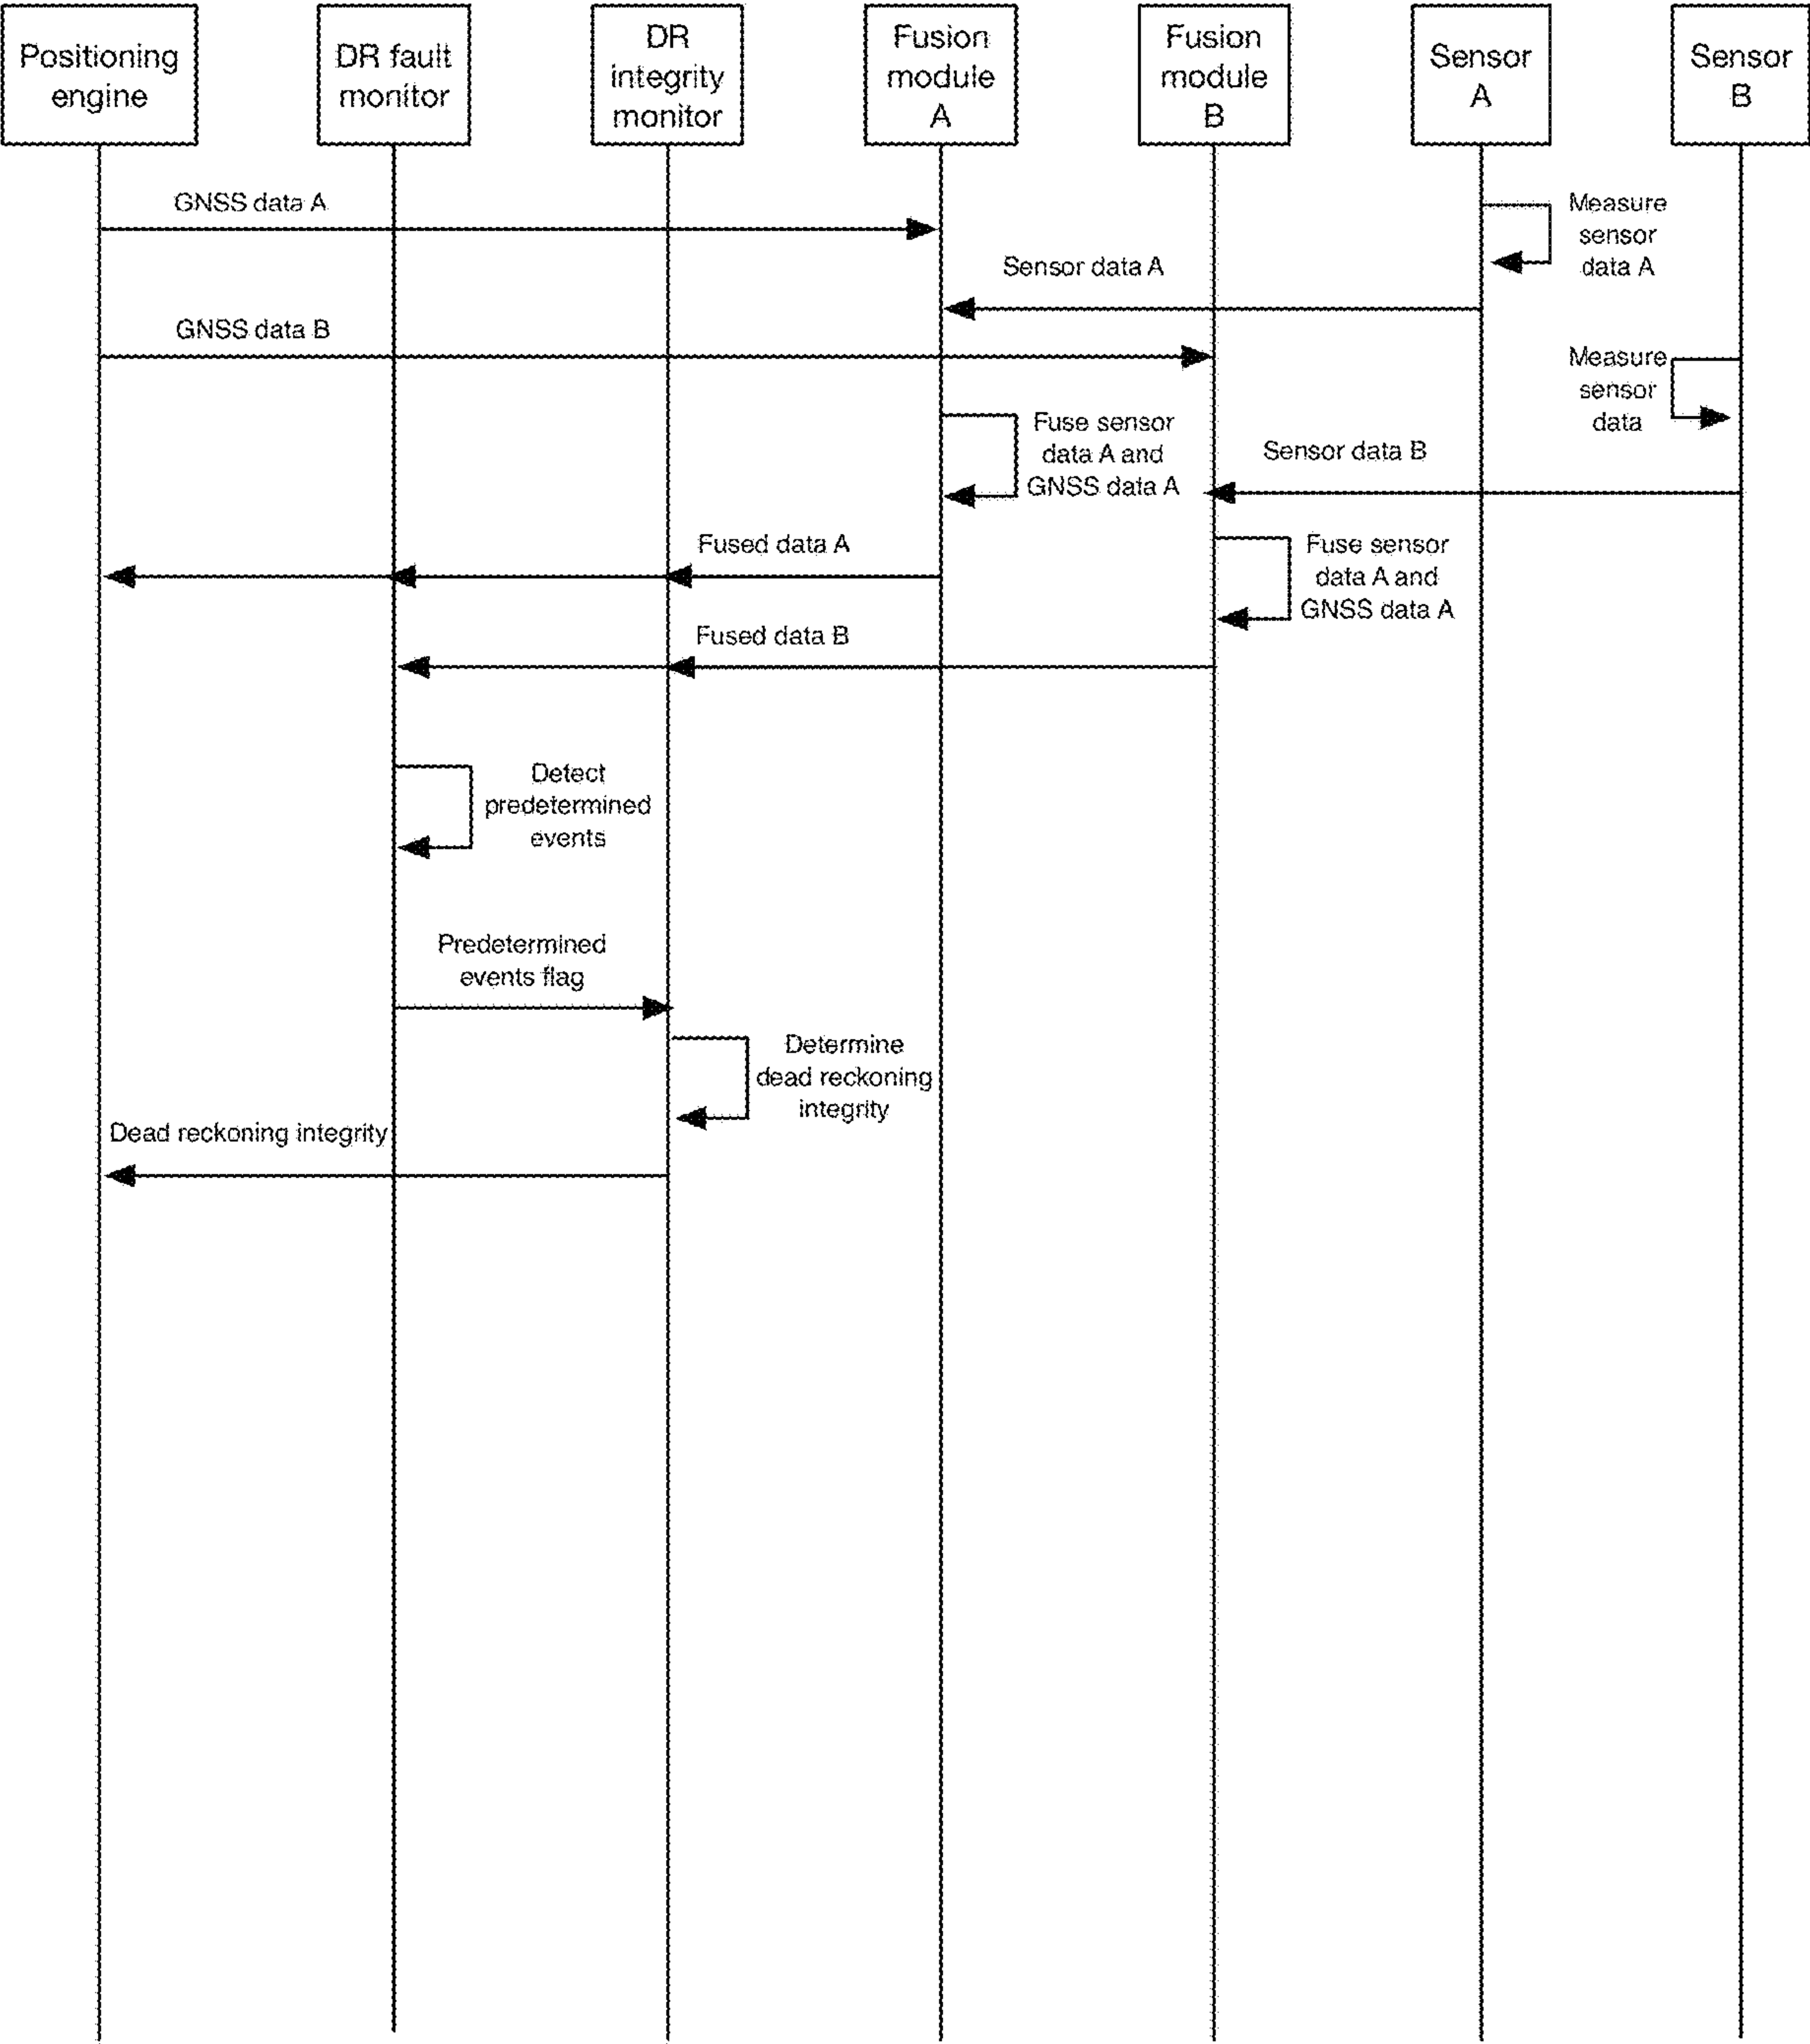 Positioning
engine
DR fault
monitor
DR
integrity
monitor
Fusion
module
A
Fusion
module
B
Sensor
A
Sensor
B
GNSS data A
Measure
sensor
data A
Sensor data A
GNSS data B
Measure
sensor
data
Fuse sensor
data A and
GNSS data A
Sensor data B
Fused data A
Fuse sensor
data A and
GNSS data A
Fused data B
Detect
predetermined
events
Predetermined
events flag
Determine
dead reckoning
integrity
Dead reckoning integrity